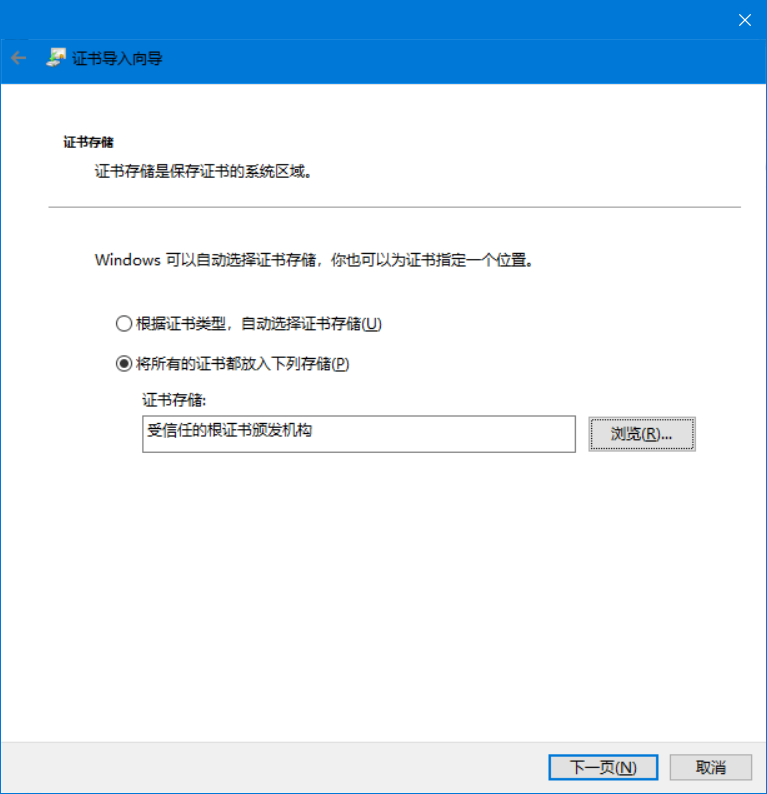 证书导入向导
证书存储
证书存储是保存证书的系统区域。
Windows 可以自动选择证书存储，你也可以为证书指定一个位置。
根据证书类型，自动选择证书存储(U)
将所有的证书都放入下列存储(P)
证书存储:
受信任的根证书颁发机构
浏览(R)...
下一页(N)
取消